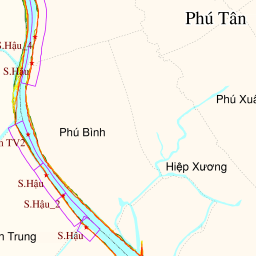 Phú Tân
S.Hậu_4
S.Hậu
Phú Xuâ
Phú Bình
n TV2
Hiệp Xương
S.Hậu
S.Hậu_2
S.Hậu
n Trung